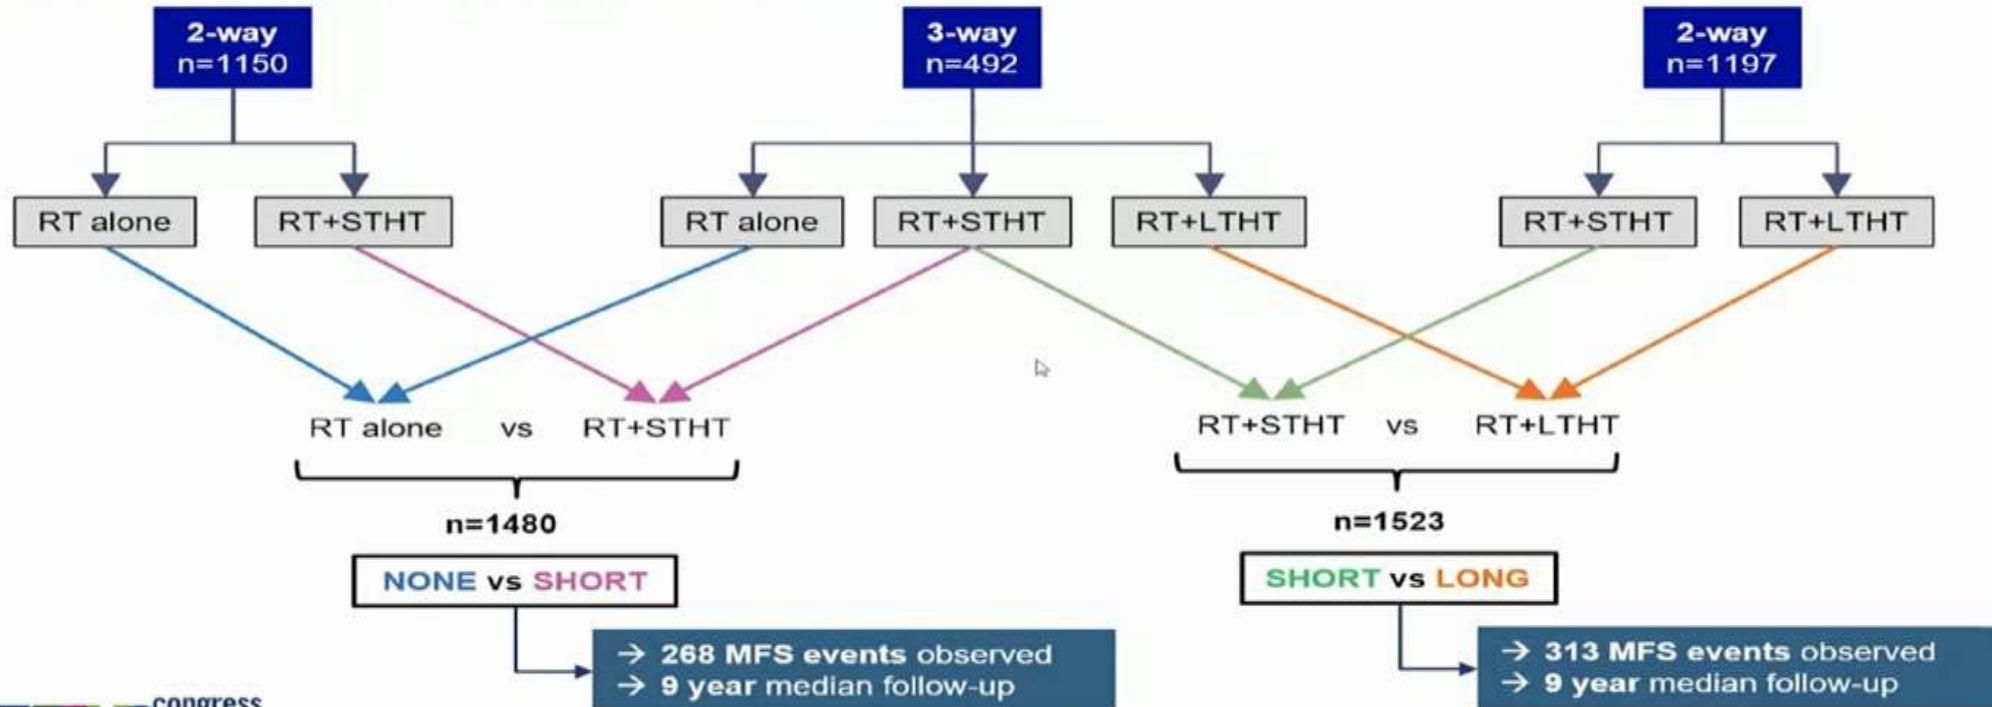 2-way
n=1150
3-way
n=492
2-way
n=1197
RT alone
RT+STHT
RT alone
RT+STHT
RT+LTHT
RT+STHT
RT+LTHT
RT alone vs RT+STHT
RT+STHT vs RT+LTHT
n=1480
n=1523
NONE vs SHORT
SHORT vs LONG
→ 268 MFS events observed
→ 9 year median follow-up
→ 313 MFS events observed
→ 9 year median follow-up
congress